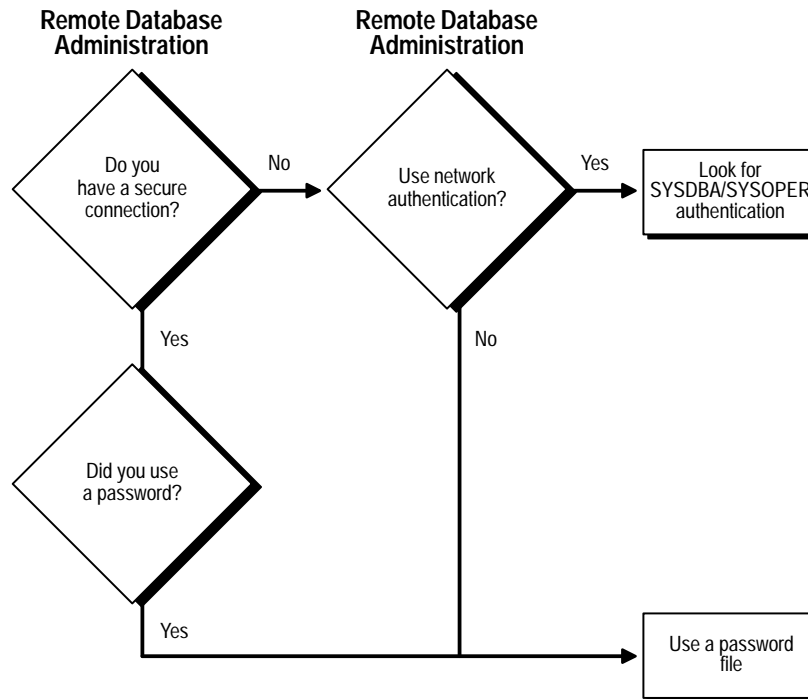 Remote Database
Administration
Remote Database
Administration
Do you
have a secure
connection?
No
Use network
authentication?
Yes
Look for
SYSDBA/SYSOPER
authentication
Yes
No
Did you use
a password?
Yes
Use a password
file